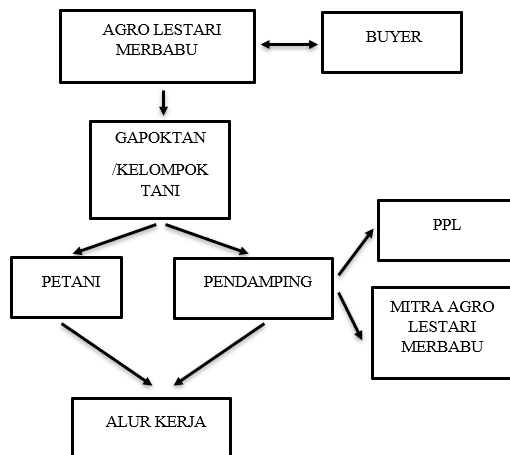 AGRO LESTARI
MERBABU
BUYER
GAPOKTAN
/KELOMPOK
TANI
PPL
PETANI
PENDAMPING
MITRA AGRO
LESTARI
MERBABU
ALUR KERJA